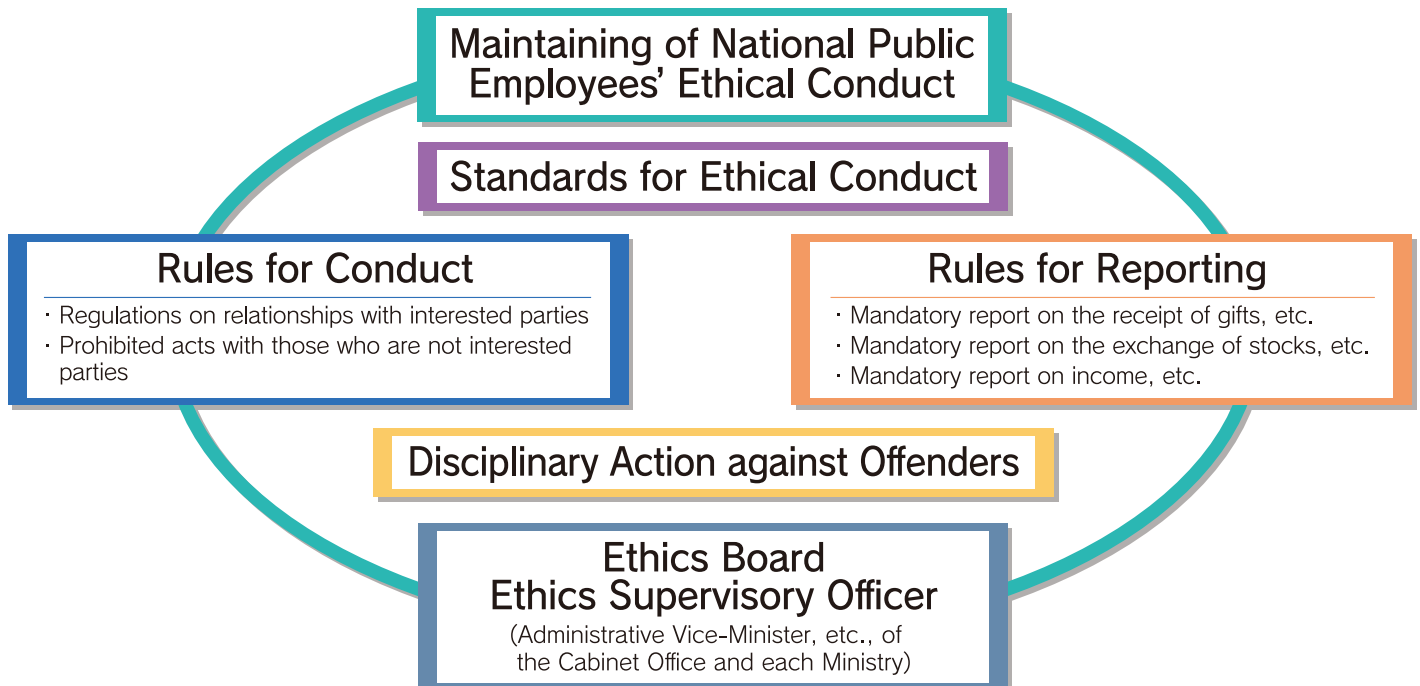 Maintaining of National Public
Employees’ Ethical Conduct
Standards for Ethical Conduct
Rules for Conduct
· Regulations on relationships with interested parties
· Prohibited acts with those who are not interested
parties
Rules for Reporting
· Mandatory report on the receipt of gifts, etc.
· Mandatory report on the exchange of stocks, etc.
· Mandatory report on income, etc.
Disciplinary Action against Offenders
Ethics Board
Ethics Supervisory Officer
(Administrative Vice-Minister, etc., of
the Cabinet Office and each Ministry)